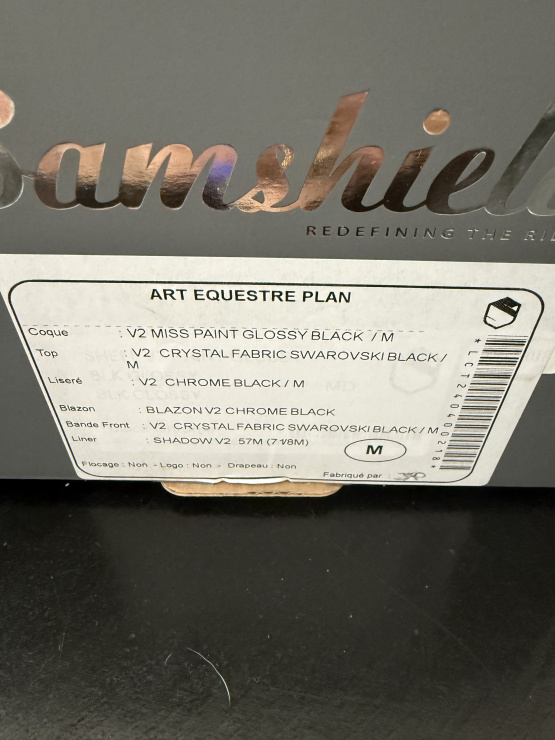 Samshield
REDEFINING THE RI
ART EQUESTRE PLAN
Coque : V2 MISS PAINT GLOSSY BLACK / M
Top : V2 CRYSTAL FABRIC SWAROVSKI BLACK /
M
Liseré : V2 CHROME BLACK / M
Blazon : BLAZON V2 CHROME BLACK
Bande Front : V2 CRYSTAL FABRIC SWAROVSKI BLACK / M
Liner : SHADOW V2 57M (7 1/8M)
M
Flocage : Non - Logo : Non - Drapeau : Non
Fabriqué par :
*LCT240400218*